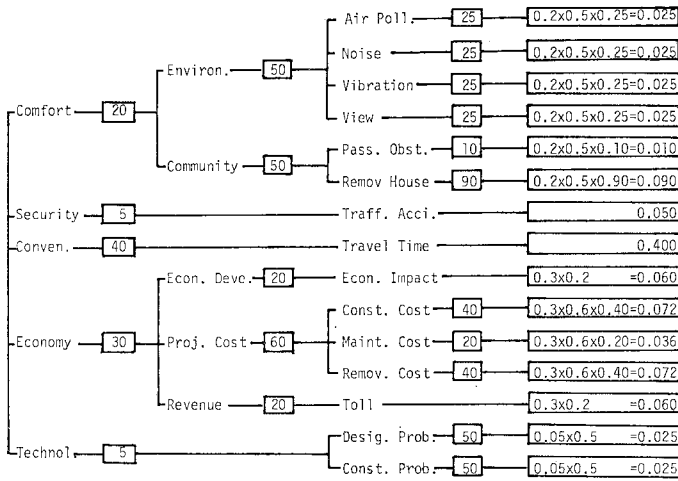 Air Poll. 25 0.2x0.5x0.25=0.025
Noise 25 0.2x0.5x0.25=0.025
Environ. 50
Vibration 25 0.2x0.5x0.25=0.025
Comfort 20
View 25 0.2x0.5x0.25=0.025
Pass. Obst. 10 0.2x0.5x0.10=0.010
Community 50
Remov House 90 0.2x0.5x0.90=0.090
Security 5 Traff. Acci. 0.050
Conven. 40 Travel Time 0.400
Econ. Deve. 20 Econ. Impact 0.3x0.2 =0.060
Const. Cost 40 0.3x0.6x0.40=0.072
Economy 30 Proj. Cost 60 Maint. Cost 20 0.3x0.6x0.20=0.036
Remov. Cost 40 0.3x0.6x0.40=0.072
Revenue 20 Toll 0.3x0.2 =0.060
Desig. Prob. 50 0.05x0.5 =0.025
Technol. 5
Const. Prob. 50 0.05x0.5 =0.025